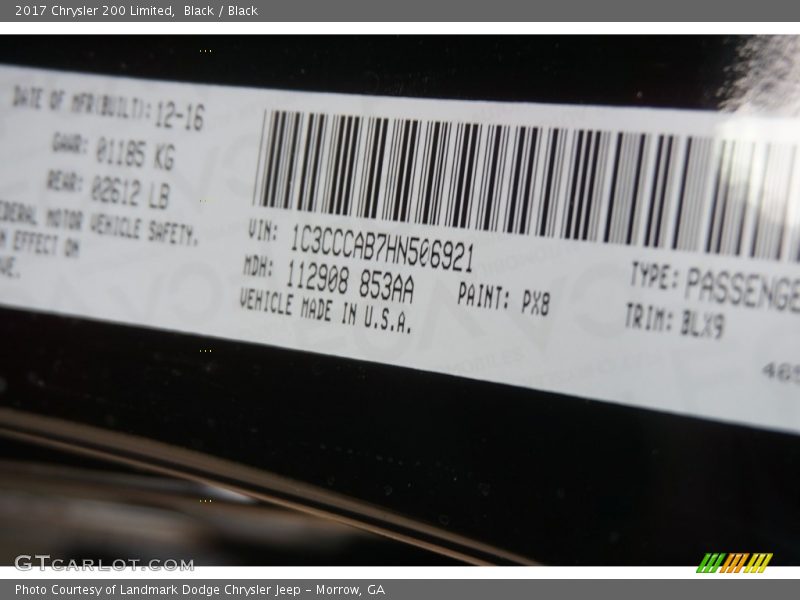 2017 Chrysler 200 Limited,  Black / Black
DATE OF MFR(BUILT): 12-16
GAWR: 01185 KG
REAR: 02612 LB
MOTOR VEHICLE SAFETY.
EFFECT ON
VIN: 1C3CCCAB7HN506921
MDH: 112908 853AA
PAINT: PX8
VEHICLE MADE IN U.S.A.
TYPE: PASSENGE
TRIM: BLX9
GTCARLOT.COM
Photo Courtesy of Landmark Dodge Chrysler Jeep – Morrow, GA